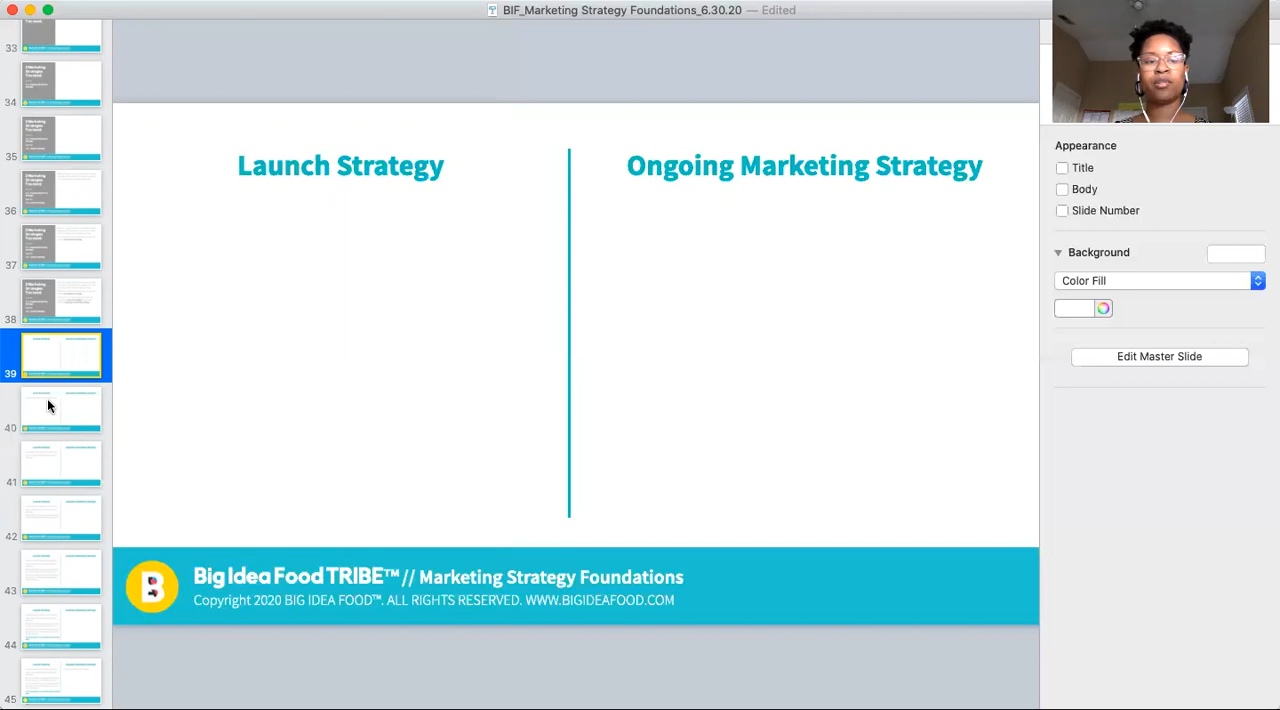 BIF_Marketing Strategy Foundations_6.30.20 — Edited
33
34
35
36
37
38
39
40
41
42
43
44
45
Launch Strategy
Ongoing Marketing Strategy
B
Big Idea Food TRIBE™ // Marketing Strategy Foundations
Copyright 2020 BIG IDEA FOOD™. ALL RIGHTS RESERVED. WWW.BIGIDEAFOOD.COM
Appearance
Title
Body
Slide Number
Background
Color Fill
Edit Master Slide